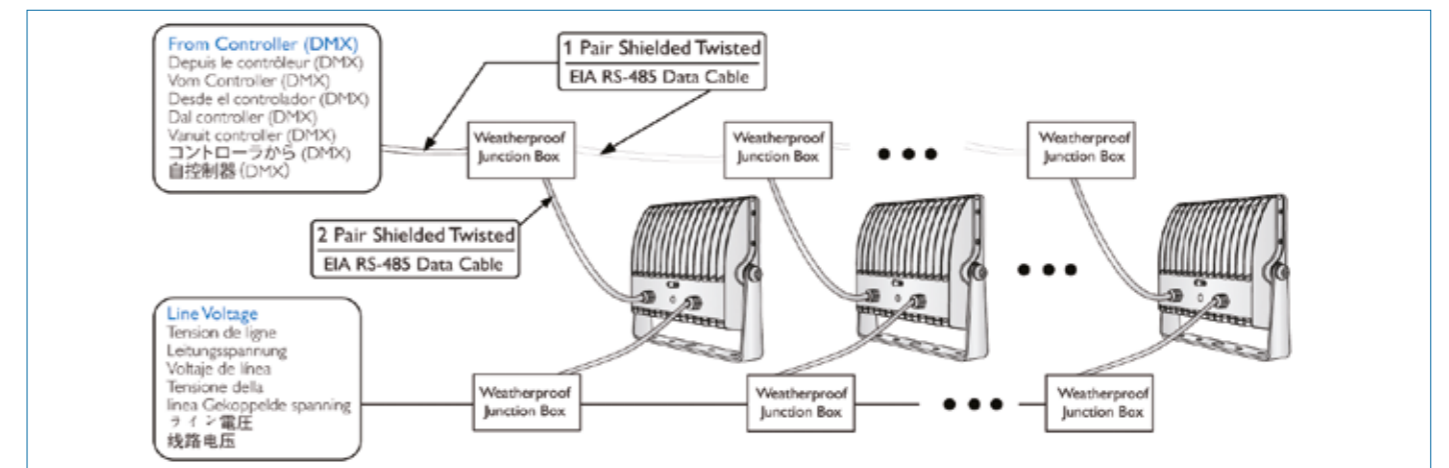 From Controller (DMX)
Depuis le contrôleur (DMX)
Vom Controller (DMX)
Desde el controlador (DMX)
Dal controller (DMX)
Vanuit controller (DMX)
コントローラから (DMX)
自控制器 (DMX)
1 Pair Shielded Twisted
EIA RS-485 Data Cable
Weatherproof
Junction Box
Weatherproof
Junction Box
Weatherproof
Junction Box
2 Pair Shielded Twisted
EIA RS-485 Data Cable
Line Voltage
Tension de ligne
Leitungsspannung
Voltaje de línea
Tensione della
linea Gekoppelde spanning
ライン電圧
线路电压
Weatherproof
Junction Box
Weatherproof
Junction Box
Weatherproof
Junction Box